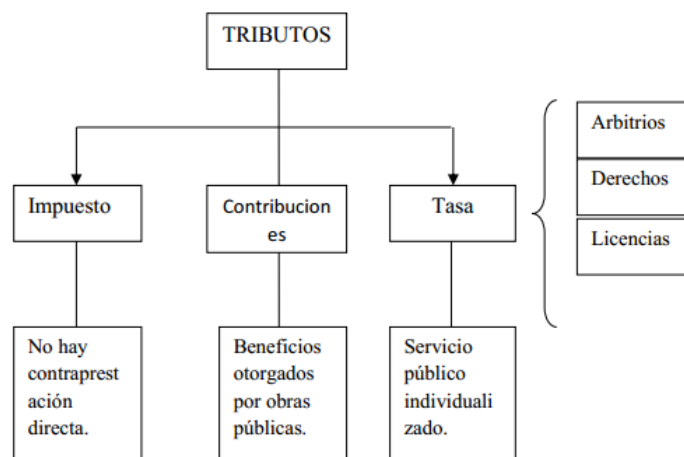 TRIBUTOS
Impuesto
Contribucion
es
Tasa
Arbitrios
Derechos
Licencias
No hay
contraprest
ación
directa.
Beneficios
otorgados
por obras
públicas.
Servicio
público
individuali
zado.